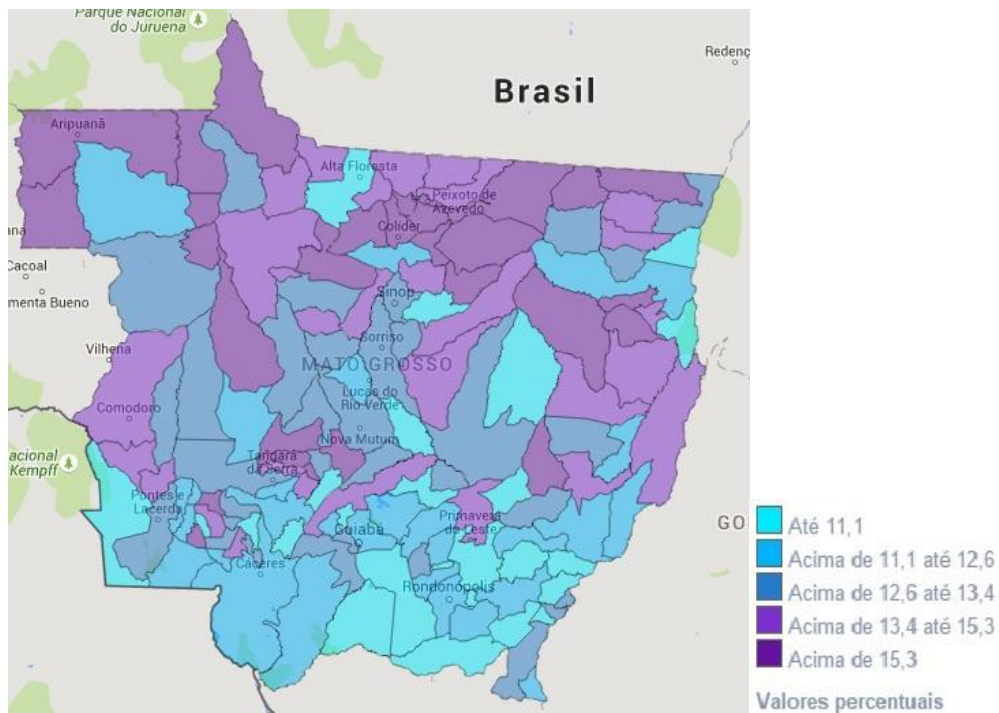 Parque Nacional
do Juruena
Redenç
Brasil
Aripuanã
Alta Floresta
Peixoto de
Azevedo
Colíder
ana
Cacoal
menta Bueno
Sinop
Sorriso
Vilhena
MATO GROSSO
Lucas do
Rio Verde
Comodoro
Nova Mutum
acional
Kempff
Tangará
da Serra
Pontes e
Lacerda
Primavera
do Leste
Cuiabá
GO
Cáceres
Rondonópolis
Até 11,1
Acima de 11,1 até 12,6
Acima de 12,6 até 13,4
Acima de 13,4 até 15,3
Acima de 15,3
Valores percentuais